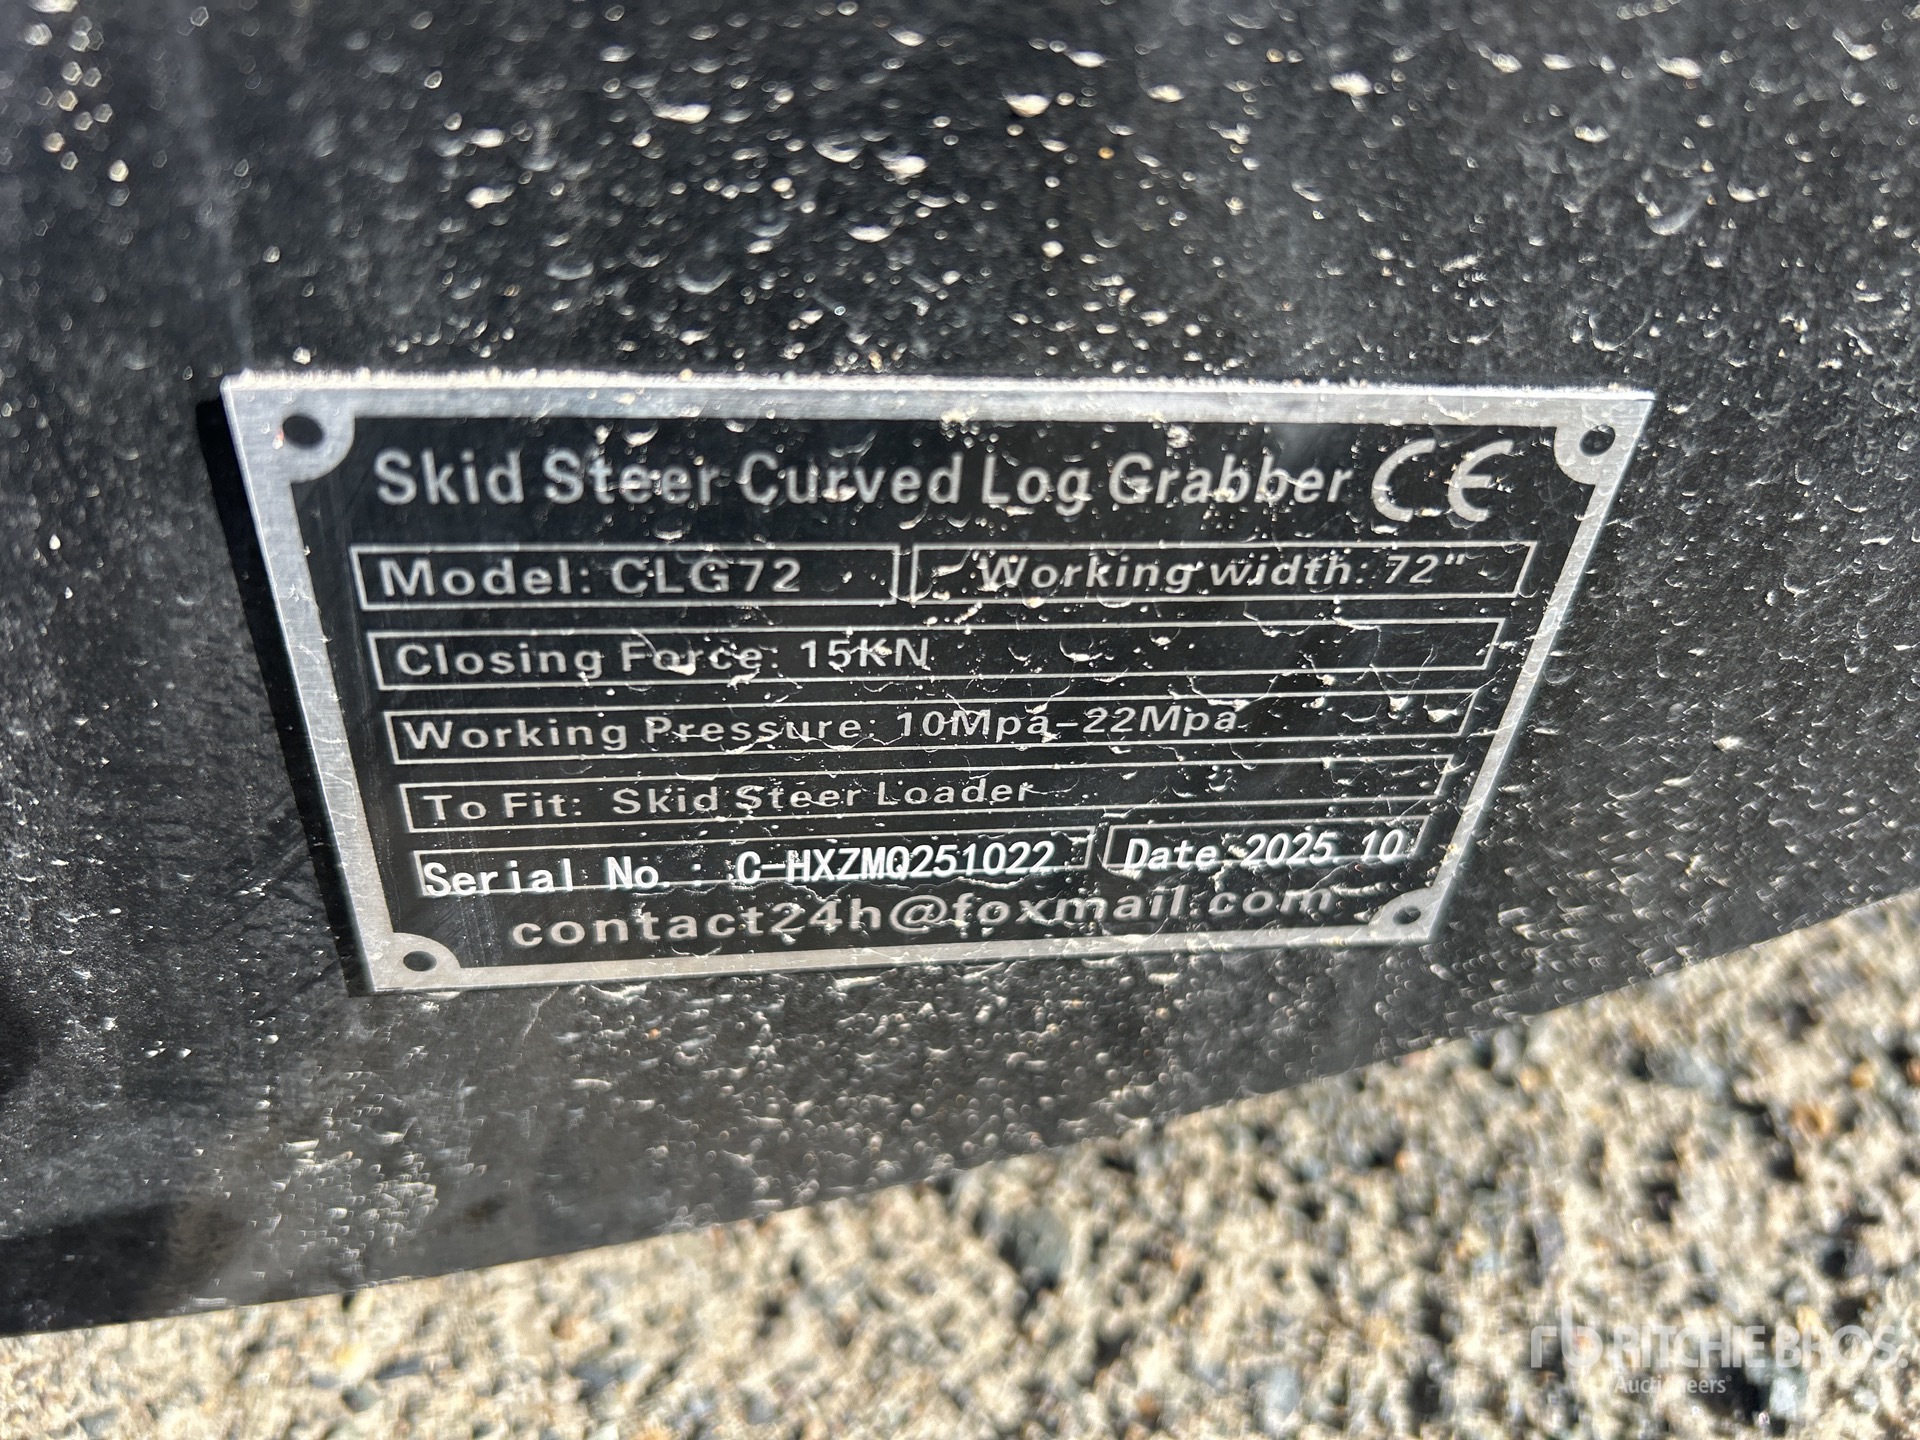 Skid Steer Curved Log Grabber CE
Model: CLG72
Working width: 72"
Closing Force: 15KN
Working Pressure: 10Mpa-22Mpa
To Fit: Skid Steer Loader
Serial No.: C-HXZMQ251022
Date 2025 10
contact24h@foxmail.com
rb RITCHIE BROS.
Auctioneers